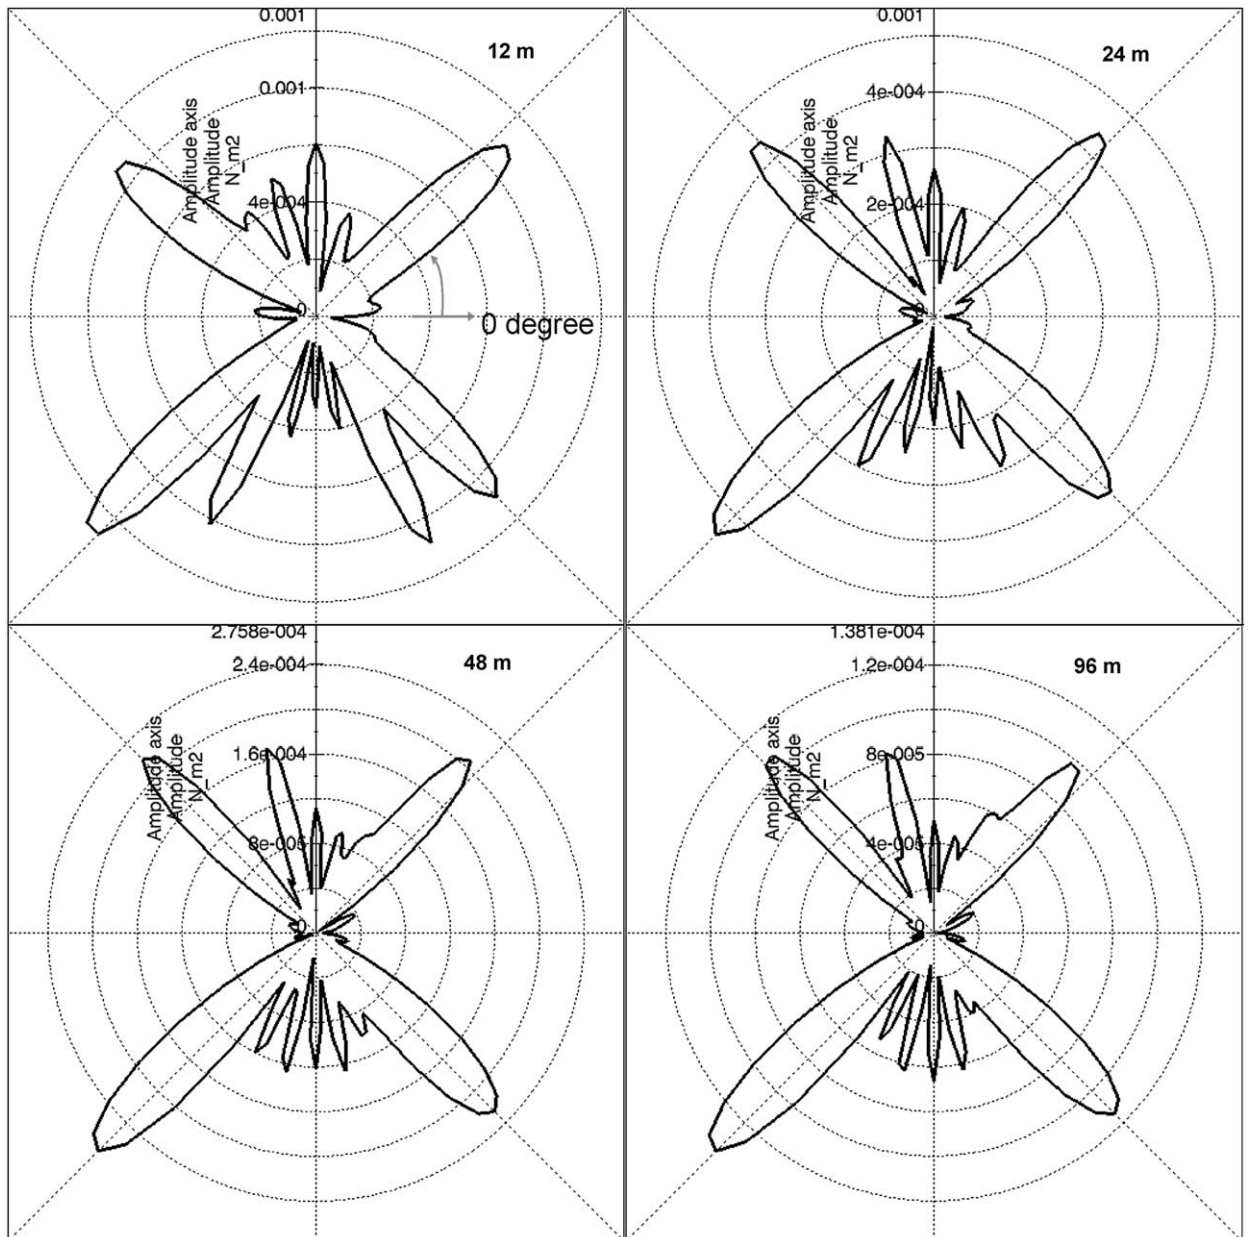 0.001
12 m
0.001
Amplitude axis
Amplitude
N_m2
4e-004
0
0 degree
0.001
24 m
4e-004
Amplitude axis
Amplitude
N_m2
2e-004
0
2.758e-004
2.4e-004
48 m
Amplitude axis
Amplitude
N_m2
1.6e-004
8e-005
0
1.381e-004
1.2e-004
96 m
Amplitude axis
Amplitude
N_m2
8e-005
4e-005
0